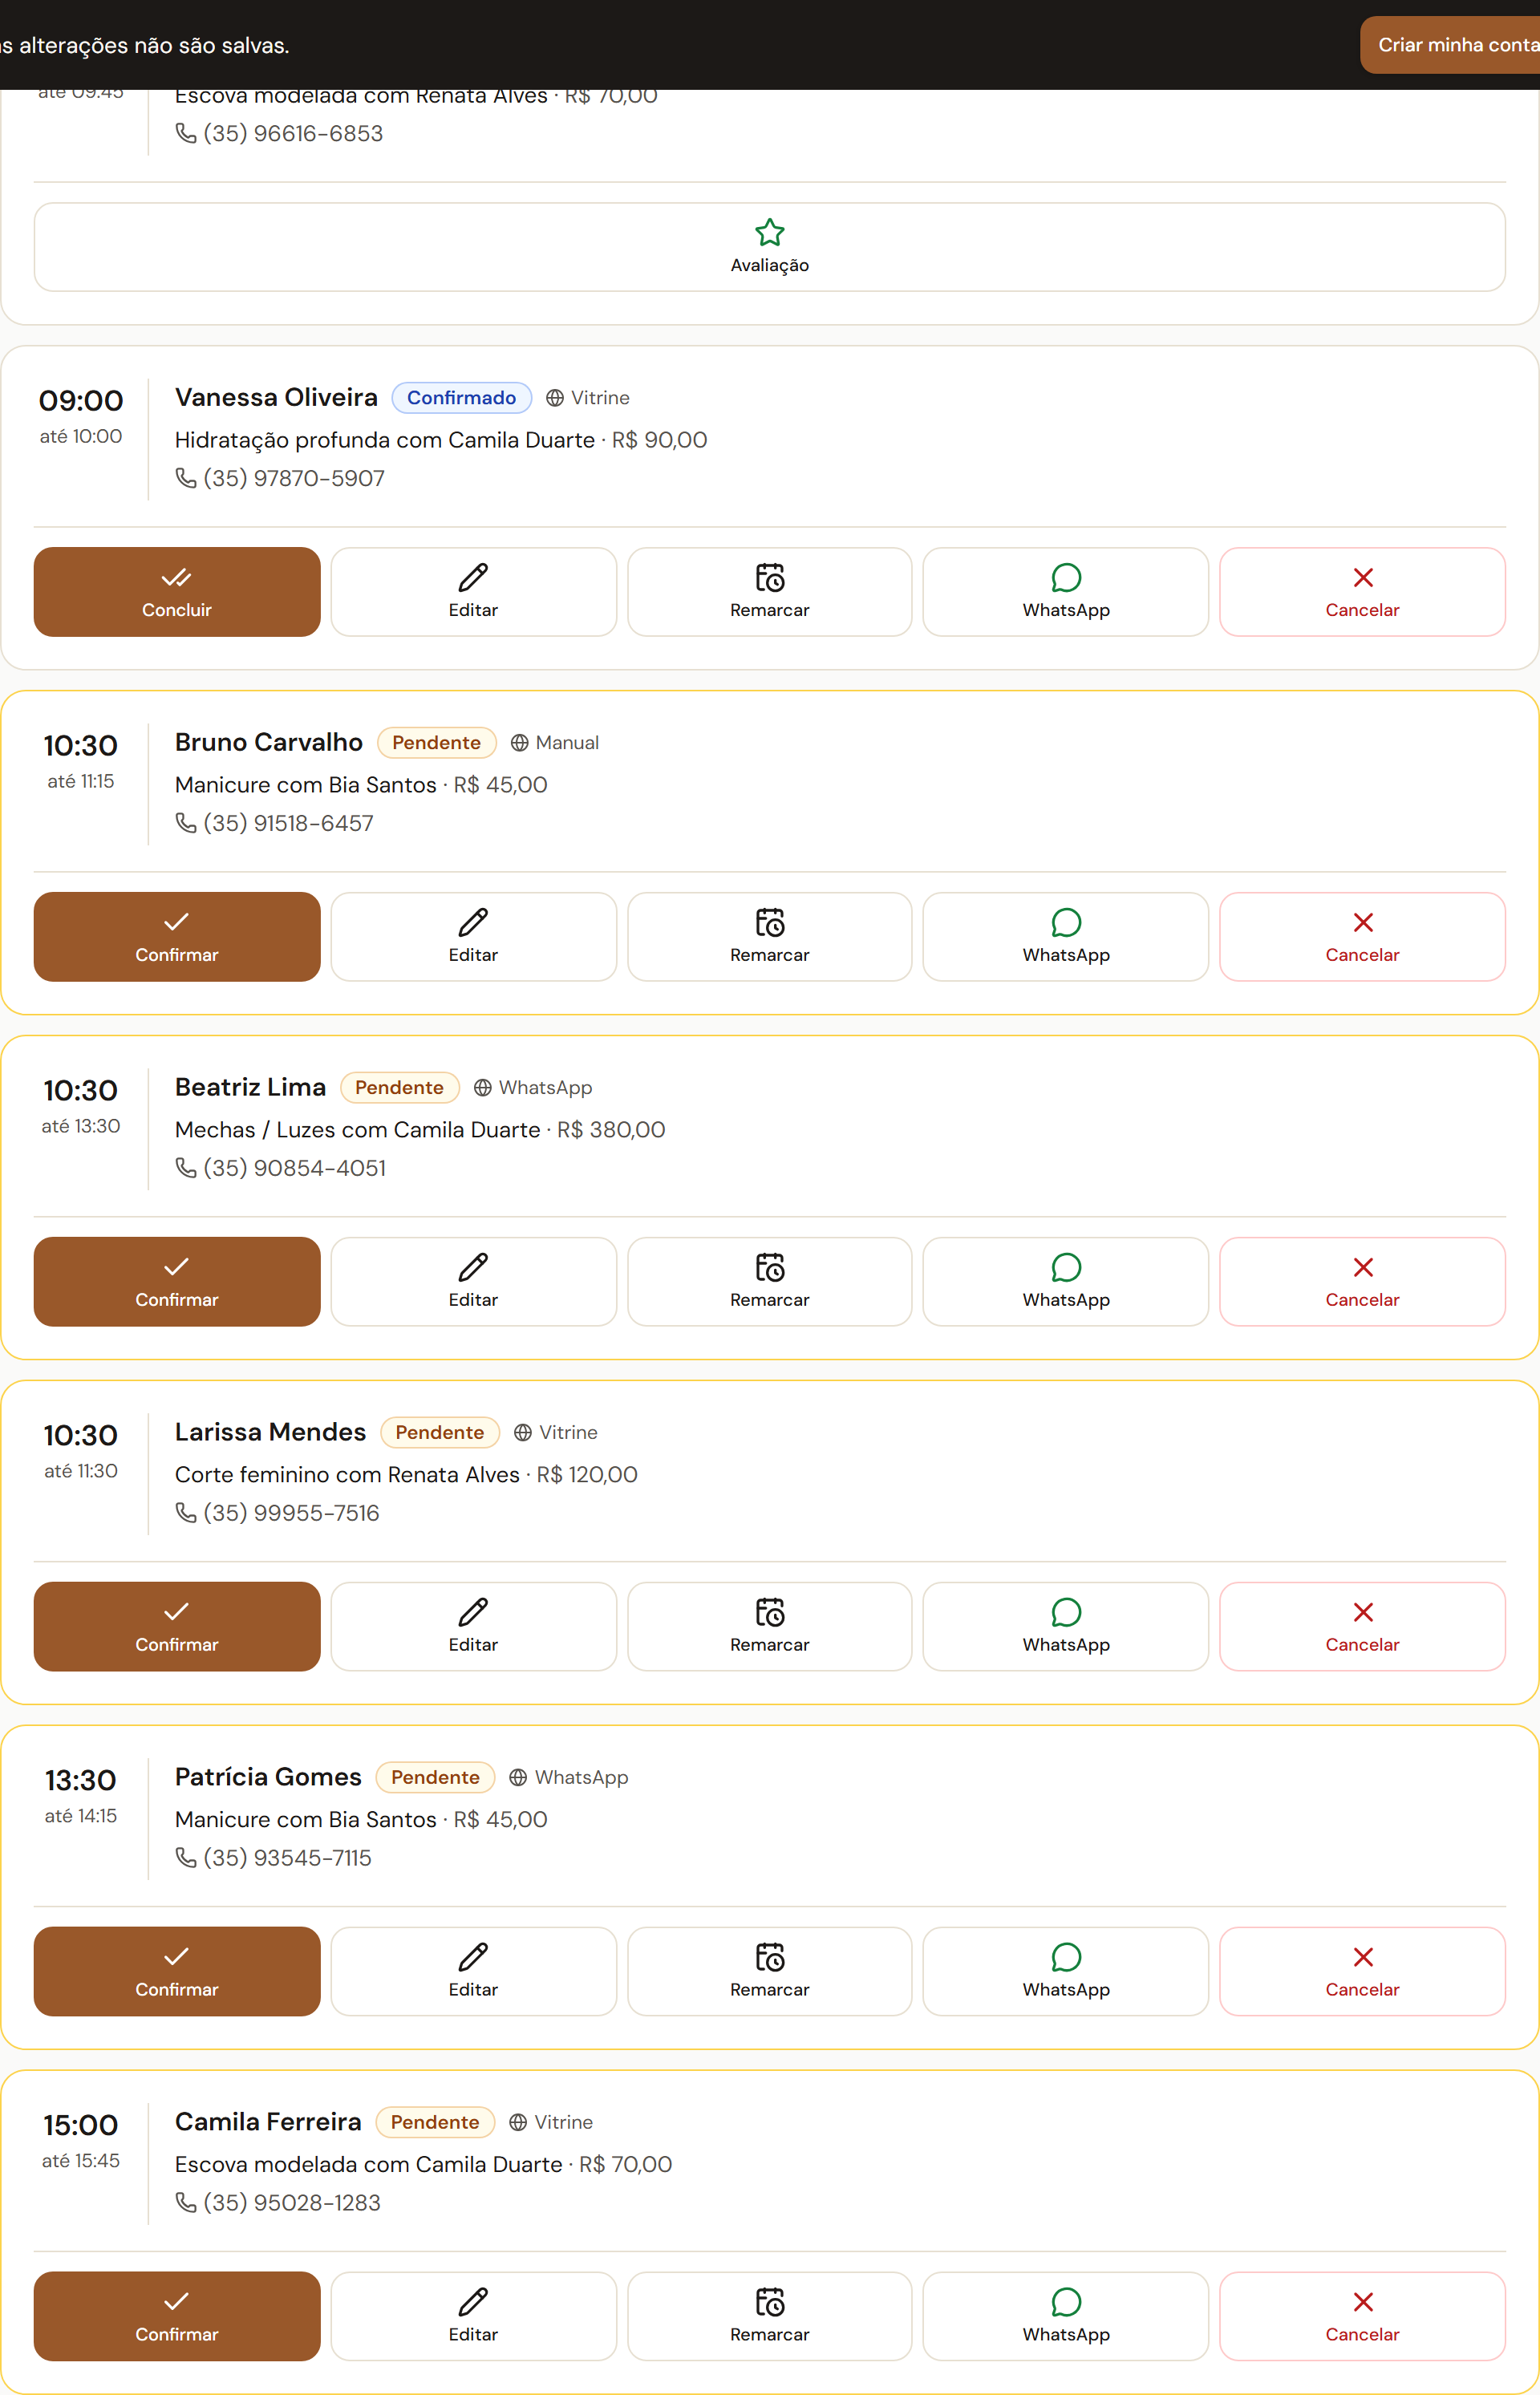 s alterações não são salvas.
Criar minha conta
até 09:45
Escova modelada com Renata Alves · R$ 70,00
(35) 96616-6853
Avaliação
09:00
até 10:00
Vanessa Oliveira Confirmado Vitrine
Hidratação profunda com Camila Duarte · R$ 90,00
(35) 97870-5907
Concluir Editar Remarcar WhatsApp Cancelar
10:30
até 11:15
Bruno Carvalho Pendente Manual
Manicure com Bia Santos · R$ 45,00
(35) 91518-6457
Confirmar Editar Remarcar WhatsApp Cancelar
10:30
até 13:30
Beatriz Lima Pendente WhatsApp
Mechas / Luzes com Camila Duarte · R$ 380,00
(35) 90854-4051
Confirmar Editar Remarcar WhatsApp Cancelar
10:30
até 11:30
Larissa Mendes Pendente Vitrine
Corte feminino com Renata Alves · R$ 120,00
(35) 99955-7516
Confirmar Editar Remarcar WhatsApp Cancelar
13:30
até 14:15
Patrícia Gomes Pendente WhatsApp
Manicure com Bia Santos · R$ 45,00
(35) 93545-7115
Confirmar Editar Remarcar WhatsApp Cancelar
15:00
até 15:45
Camila Ferreira Pendente Vitrine
Escova modelada com Camila Duarte · R$ 70,00
(35) 95028-1283
Confirmar Editar Remarcar WhatsApp Cancelar